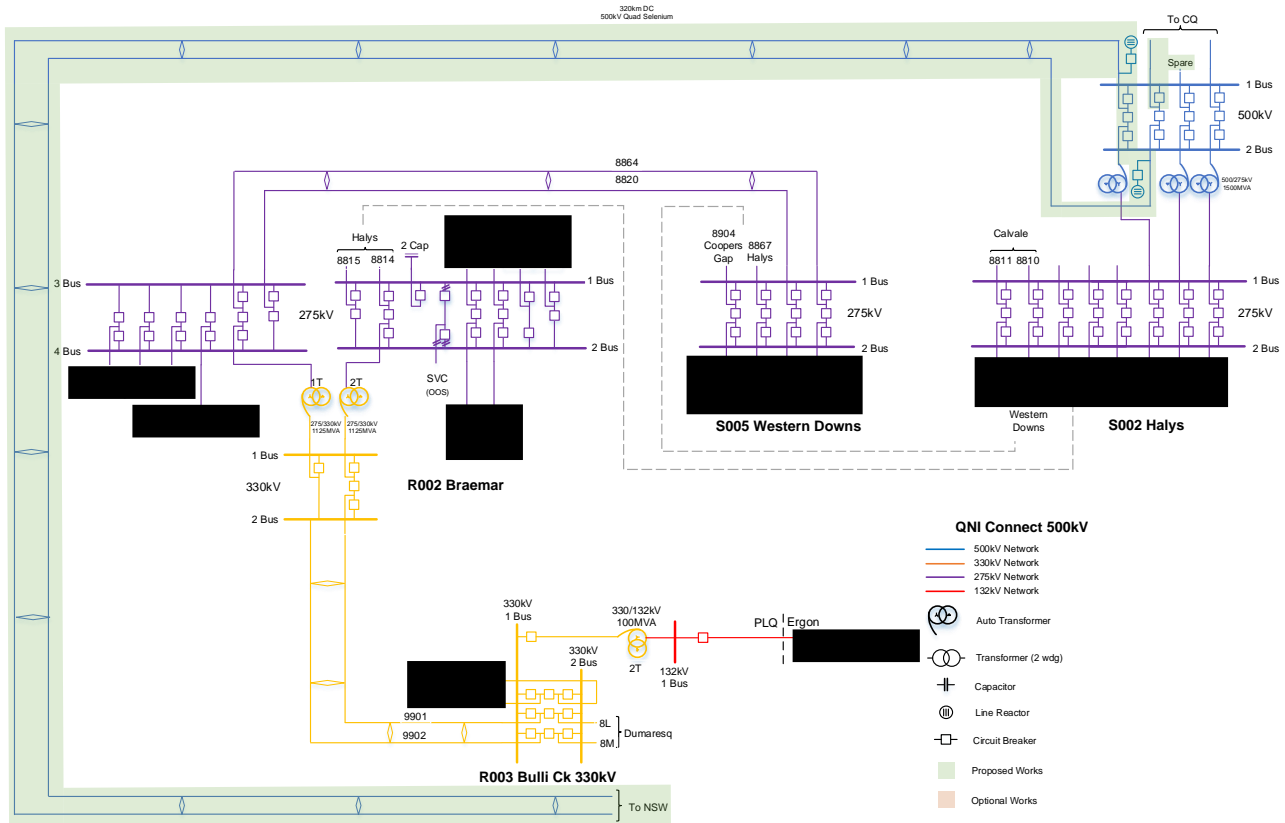 320km DC
500kV Quad Selenium
To CQ
Spare
1 Bus
500kV
2 Bus
500/275kV
1500MVA
8864
8820
Halys
8815
8814
2 Cap
3 Bus
4 Bus
275kV
1 Bus
2 Bus
SVC
(OOS)
8904
Coopers
Gap
8867
Halys
1 Bus
275kV
2 Bus
Calvale
8811
8810
1 Bus
275kV
2 Bus
1T
2T
275/330kV
1125MVA
275/330kV
1125MVA
S005 Western Downs
Western
Downs
S002 Halys
1 Bus
330kV
2 Bus
R002 Braemar
QNI Connect 500kV
500kV Network
330kV Network
275kV Network
132kV Network
Auto Transformer
Transformer (2 wdg)
Capacitor
Line Reactor
Circuit Breaker
Proposed Works
Optional Works
330kV
1 Bus
330/132kV
100MVA
2T
330kV
2 Bus
132kV
1 Bus
PLQ
Ergon
9901
9902
8L
8M
Dumaresq
R003 Bulli Ck 330kV
To NSW